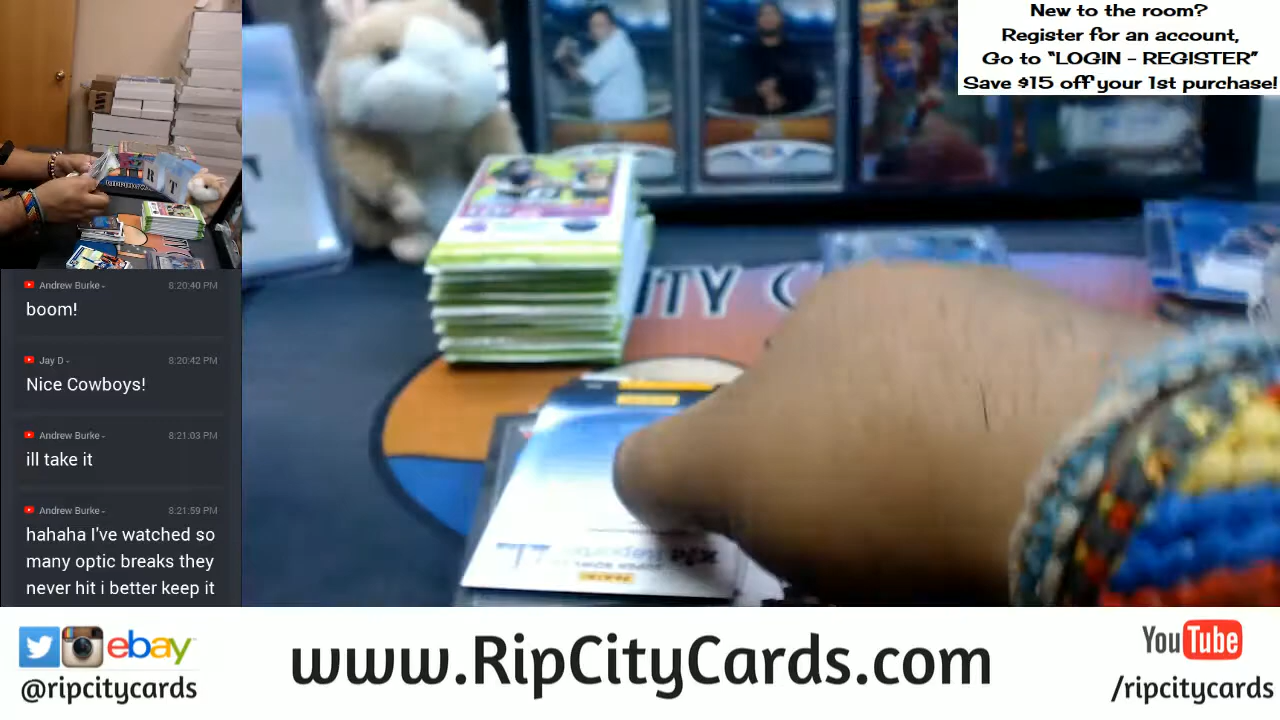 New to the room?
Register for an account,
Go to "LOGIN - REGISTER"
Save $15 off your 1st purchase!
R T
Andrew Burke - 8:20:40 PM
boom!
Jay D - 8:20:42 PM
Nice Cowboys!
Andrew Burke - 8:21:03 PM
ill take it
Andrew Burke - 8:21:59 PM
hahaha I've watched so
many optic breaks they
never hit i better keep it
ITY C
ebay
@ripcitycards
www.RipCityCards.com
YouTube
/ripcitycards